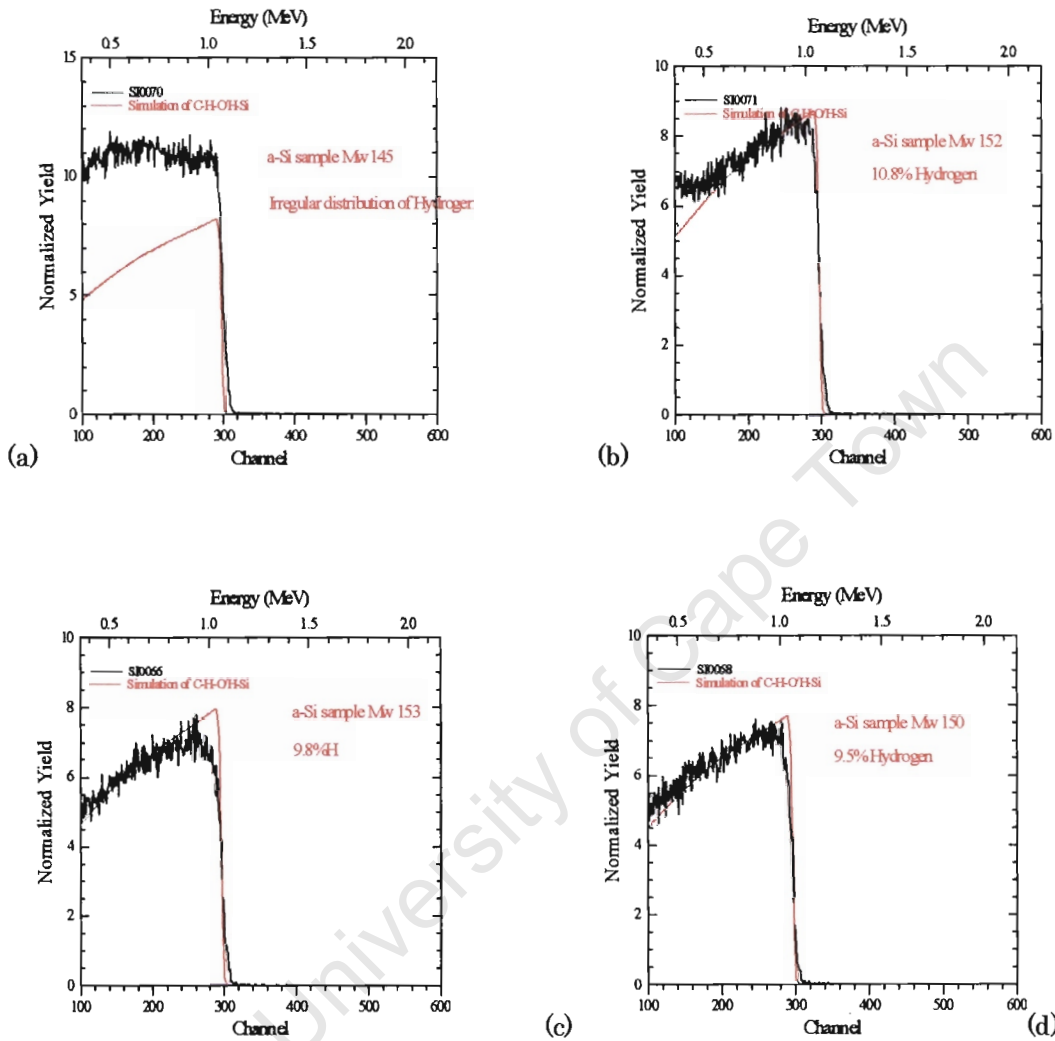 Energy (MeV)
0.5 1.0 1.5 2.0
15
10
5
0
Normalized Yield
SI0070
Simulation of C-H-O'H-Si
a-Si sample Mw 145
Irregular distribution of Hydroger
100 200 300 400 500 600
Channel
(a)
Energy (MeV)
0.5 1.0 1.5 2.0
10
8
6
4
2
0
Normalized Yield
SI0071
Simulation of C-H-O'H-Si
a-Si sample Mw 152
10.8% Hydrogen
100 200 300 400 500 600
Channel
(b)
Energy (MeV)
0.5 1.0 1.5 2.0
10
8
6
4
2
0
Normalized Yield
SI0066
Simulation of C-H-O'H-Si
a-Si sample Mw 153
9.8%H
100 200 300 400 500 600
Channel
(c)
Energy (MeV)
0.5 1.0 1.5 2.0
10
8
6
4
2
0
Normalized Yield
SI0068
Simulation of C-H-O'H-Si
a-Si sample Mw 150
9.5% Hydrogen
100 200 300 400 500 600
Channel
(d)
University of Cape Town